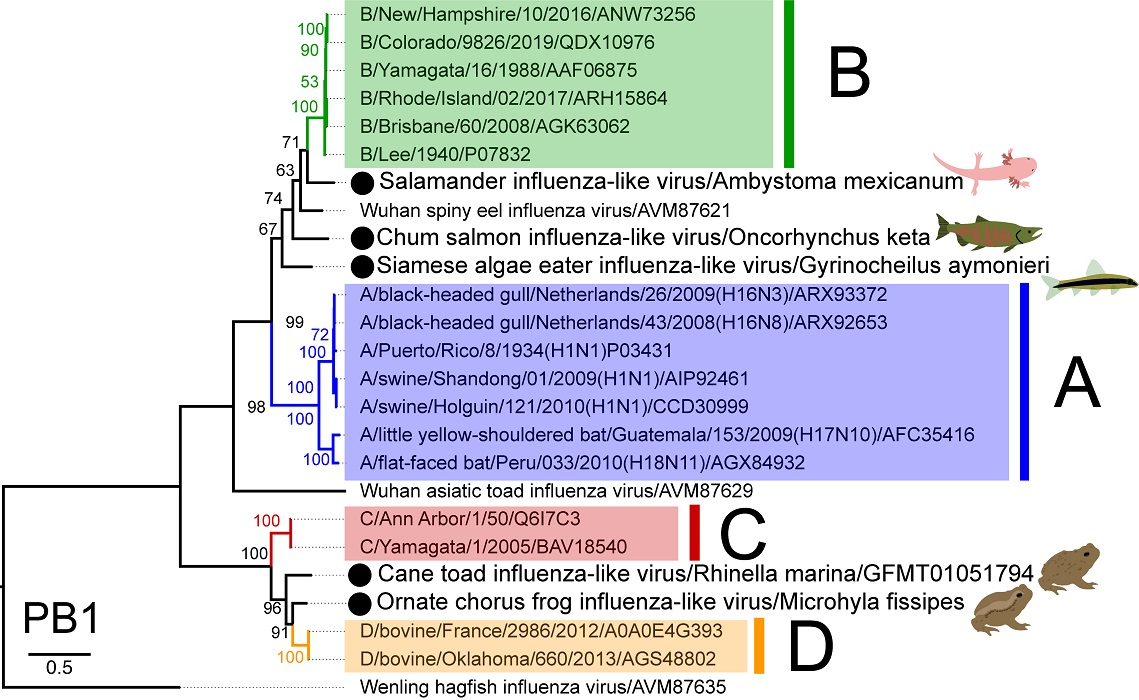 B/New/Hampshire/10/2016/ANW73256
100
B/Colorado/9826/2019/QDX10976
90
B/Yamagata/16/1988/AAF06875
B
53
B/Rhode/Island/02/2017/ARH15864
100
B/Brisbane/60/2008/AGK63062
71
B/Lee/1940/P07832
63
Salamander influenza-like virus/Ambystoma mexicanum
74
Wuhan spiny eel influenza virus/AVM87621
67
Chum salmon influenza-like virus/Oncorhynchus keta
Siamese algae eater influenza-like virus/Gyrinocheilus aymonieri
A/black-headed gull/Netherlands/26/2009(H16N3)/ARX93372
99
A/black-headed gull/Netherlands/43/2008(H16N8)/ARX92653
72
100
A/Puerto/Rico/8/1934(H1N1)P03431
A/swine/Shandong/01/2009(H1N1)/AIP92461
A
100
98
A/swine/Holguin/121/2010(H1N1)/CCD30999
100
A/little yellow-shouldered bat/Guatemala/153/2009(H17N10)/AFC35416
100
A/flat-faced bat/Peru/033/2010(H18N11)/AGX84932
Wuhan asiatic toad influenza virus/AVM87629
100
C/Ann Arbor/1/50/Q6I7C3
C
100
C/Yamagata/1/2005/BAV18540
Cane toad influenza-like virus/Rhinella marina/GFMT01051794
96
Ornate chorus frog influenza-like virus/Microhyla fissipes
PB1
91
D/bovine/France/2986/2012/A0A0E4G393
D
0.5
100
D/bovine/Oklahoma/660/2013/AGS48802
Wenling hagfish influenza virus/AVM87635